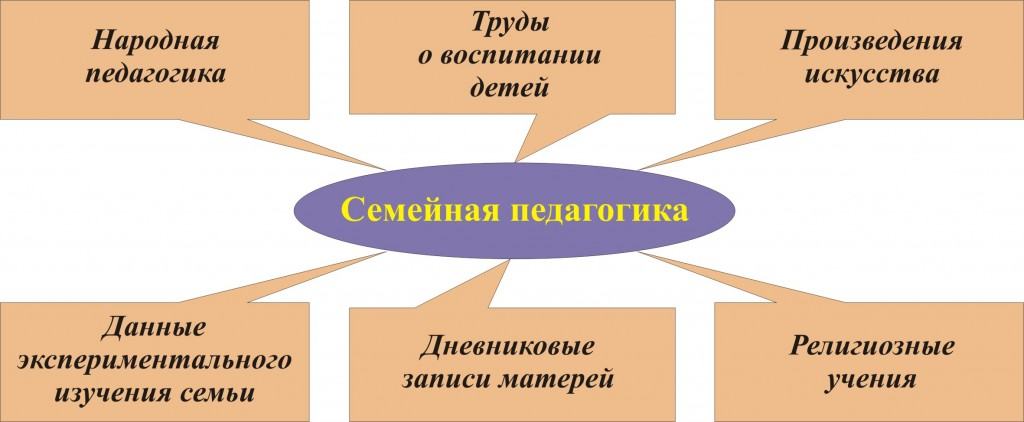 Народная
педагогика
Труды
о воспитании
детей
Произведения
искусства
Семейная педагогика
Данные
экспериментального
изучения семьи
Дневниковые
записи матерей
Религиозные
учения